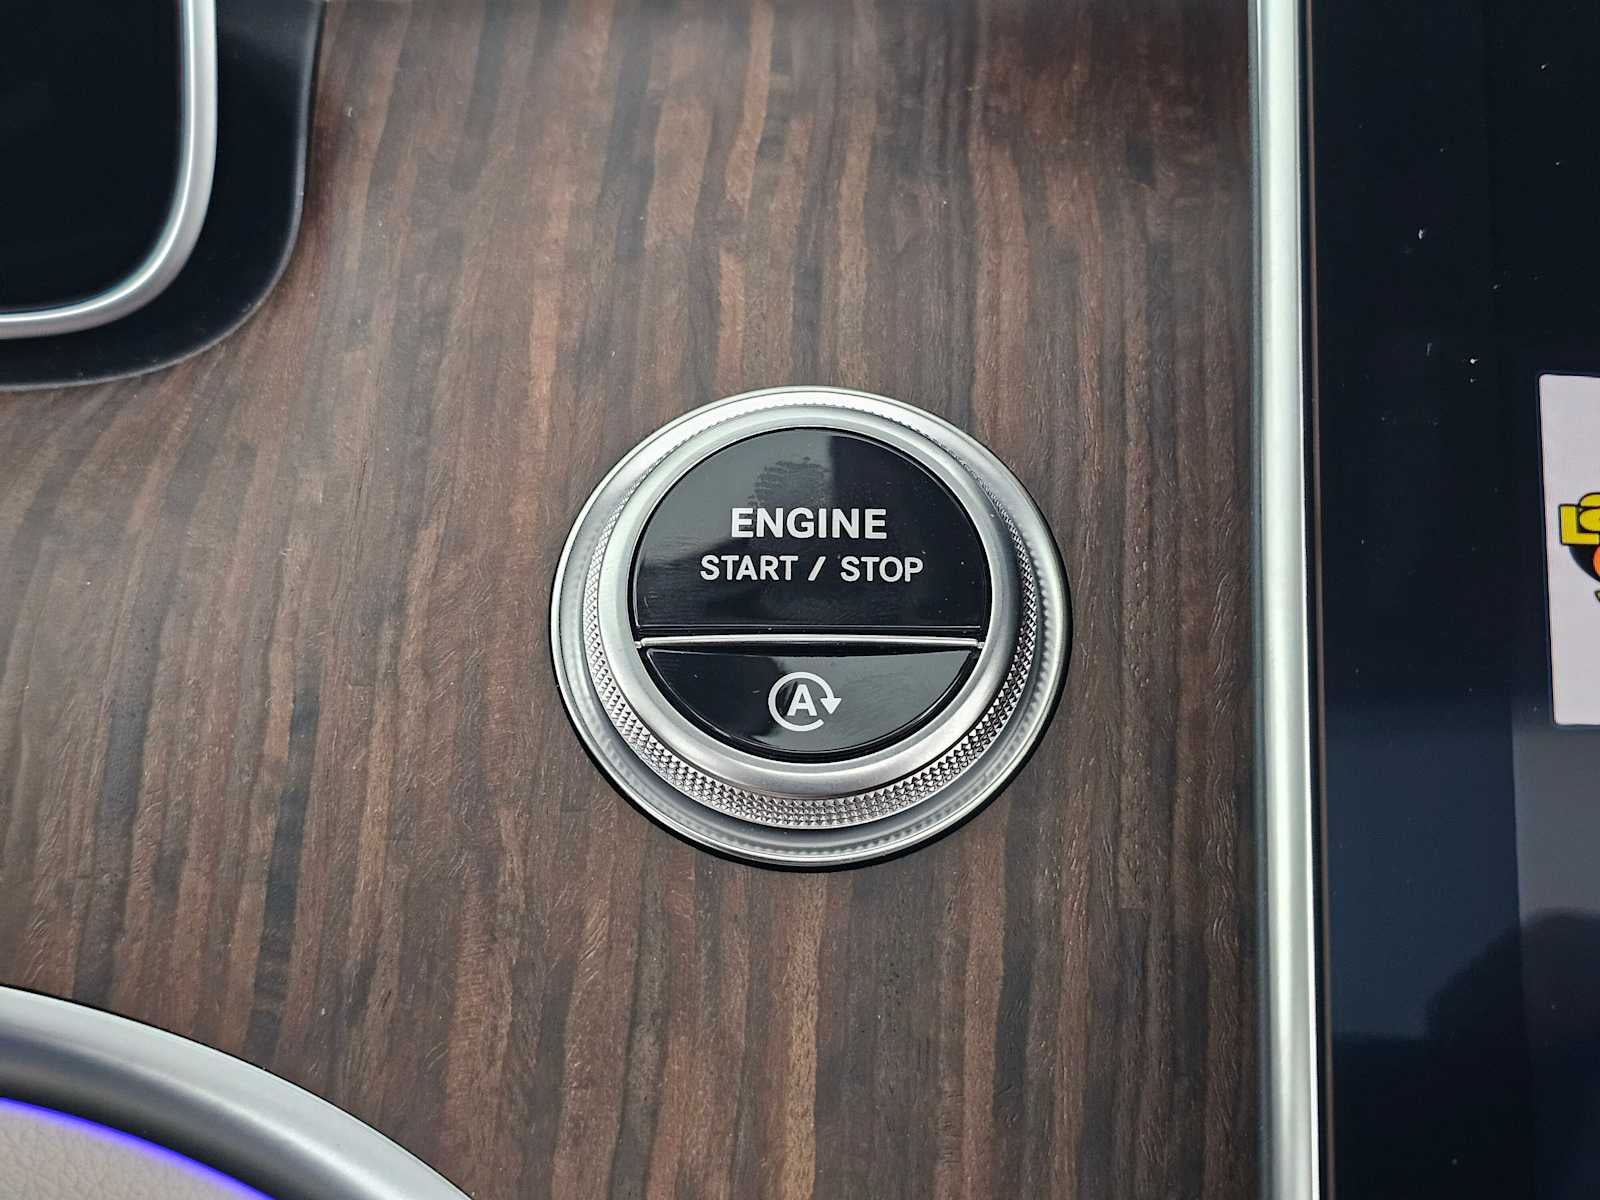 ENGINE
START / STOP
A